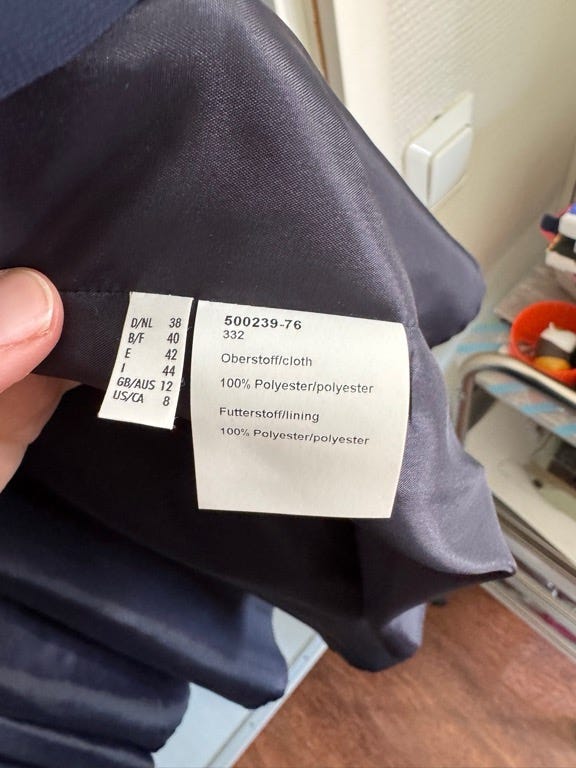 D/NL 38
B/F 40
E 42
I 44
GB/AUS 12
US/CA 8
500239-76
332
Oberstoff/cloth
100% Polyester/polyester
Futterstoff/lining
100% Polyester/polyester